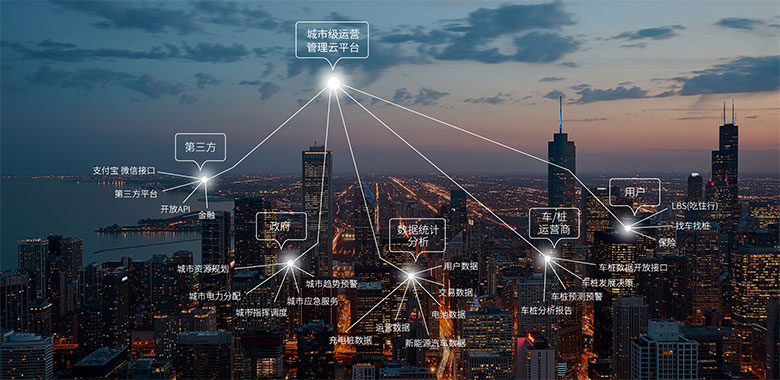 城市级运营
管理云平台
第三方
支付宝 微信接口
第三方平台
开放API
金融
政府
城市资源规划
城市电力分配
城市指挥调度
城市应急服务
城市趋势预警
数据统计
分析
用户数据
交易数据
电池数据
新能源汽车数据
运营数据
充电桩数据
车/桩
运营商
车桩数据开放接口
车桩发展决策
车桩预测预警
车桩分析报告
用户
LBS(吃住行)
找车找桩
保险